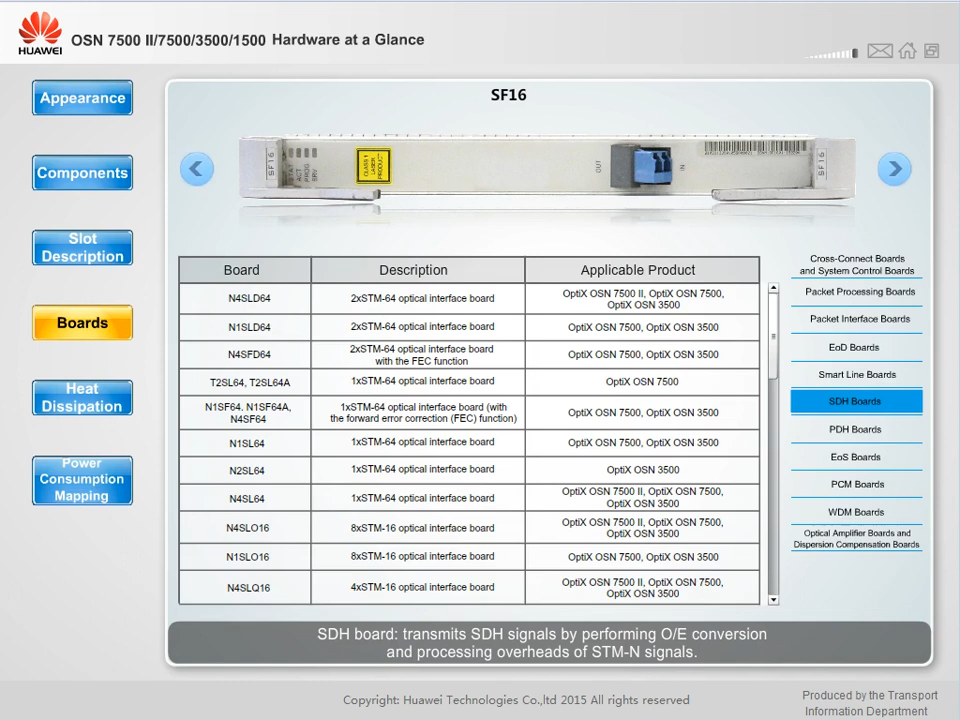 HUAWEI
OSN 7500 II/7500/3500/1500 Hardware at a Glance
Appearance
Components
Slot
Description
Boards
Heat
Dissipation
Power
Consumption
Mapping
SF16
SF16
STAT
ACT
PROG
SRV
CLASS 1
LASER
PRODUCT
OUT
IN
SF16
Board Description Applicable Product
N4SLD64 2xSTM-64 optical interface board OptiX OSN 7500 II, OptiX OSN 7500,
OptiX OSN 3500
N1SLD64 2xSTM-64 optical interface board OptiX OSN 7500, OptiX OSN 3500
N4SFD64 2xSTM-64 optical interface board
with the FEC function OptiX OSN 7500, OptiX OSN 3500
T2SL64, T2SL64A 1xSTM-64 optical interface board OptiX OSN 7500
N1SF64. N1SF64A,
N4SF64 1xSTM-64 optical interface board (with
the forward error correction (FEC) function) OptiX OSN 7500, OptiX OSN 3500
N1SL64 1xSTM-64 optical interface board OptiX OSN 7500, OptiX OSN 3500
N2SL64 1xSTM-64 optical interface board OptiX OSN 3500
N4SL64 1xSTM-64 optical interface board OptiX OSN 7500 II, OptiX OSN 7500,
OptiX OSN 3500
N4SLO16 8xSTM-16 optical interface board OptiX OSN 7500 II, OptiX OSN 7500,
OptiX OSN 3500
N1SLO16 8xSTM-16 optical interface board OptiX OSN 7500, OptiX OSN 3500
N4SLQ16 4xSTM-16 optical interface board OptiX OSN 7500 II, OptiX OSN 7500,
OptiX OSN 3500
Cross-Connect Boards
and System Control Boards
Packet Processing Boards
Packet Interface Boards
EoD Boards
Smart Line Boards
SDH Boards
PDH Boards
EoS Boards
PCM Boards
WDM Boards
Optical Amplifier Boards and
Dispersion Compensation Boards
SDH board: transmits SDH signals by performing O/E conversion
and processing overheads of STM-N signals.
Copyright: Huawei Technologies Co.,ltd 2015 All rights reserved
Produced by the Transport
Information Department